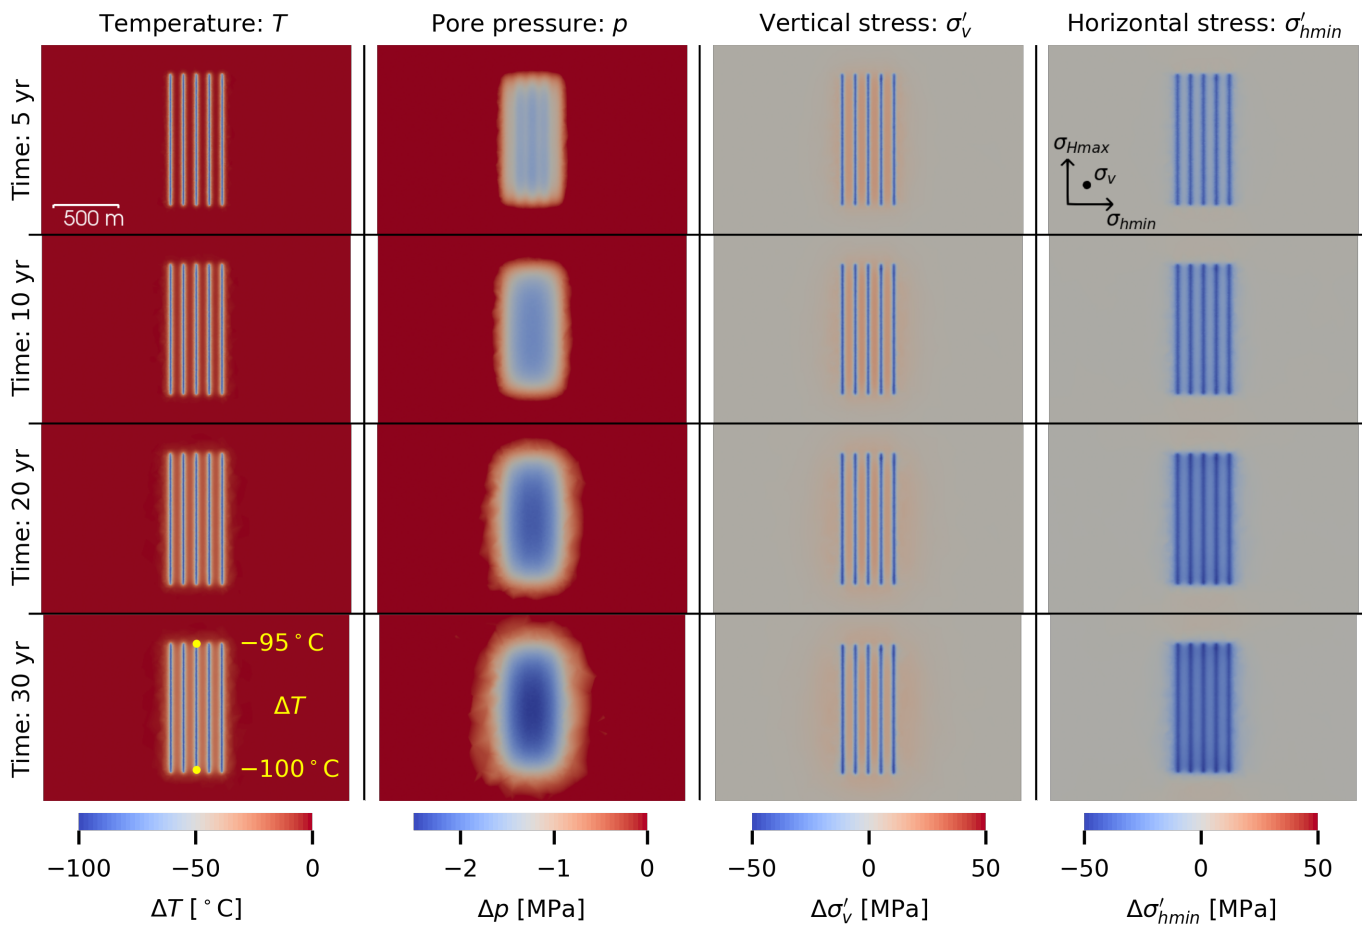 Temperature: T
Pore pressure: p
Vertical stress: σ′v
Horizontal stress: σ′hmin
Time: 5 yr
500 m
σHmax
σv
σhmin
Time: 10 yr
Time: 20 yr
Time: 30 yr
−95°C
ΔT
−100°C
−100 −50 0
−2 −1 0
−50 0 50
−50 0 50
ΔT [°C]
Δp [MPa]
Δσ′v [MPa]
Δσ′hmin [MPa]